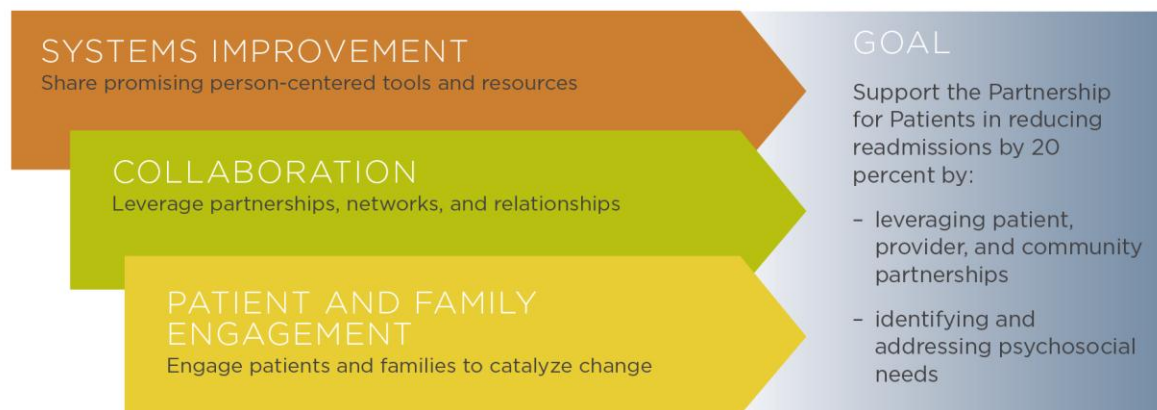 SYSTEMS IMPROVEMENT
Share promising person-centered tools and resources
COLLABORATION
Leverage partnerships, networks, and relationships
PATIENT AND FAMILY
ENGAGEMENT
Engage patients and families to catalyze change
GOAL
Support the Partnership
for Patients in reducing
readmissions by 20
percent by:
– leveraging patient,
provider, and community
partnerships
– identifying and
addressing psychosocial
needs